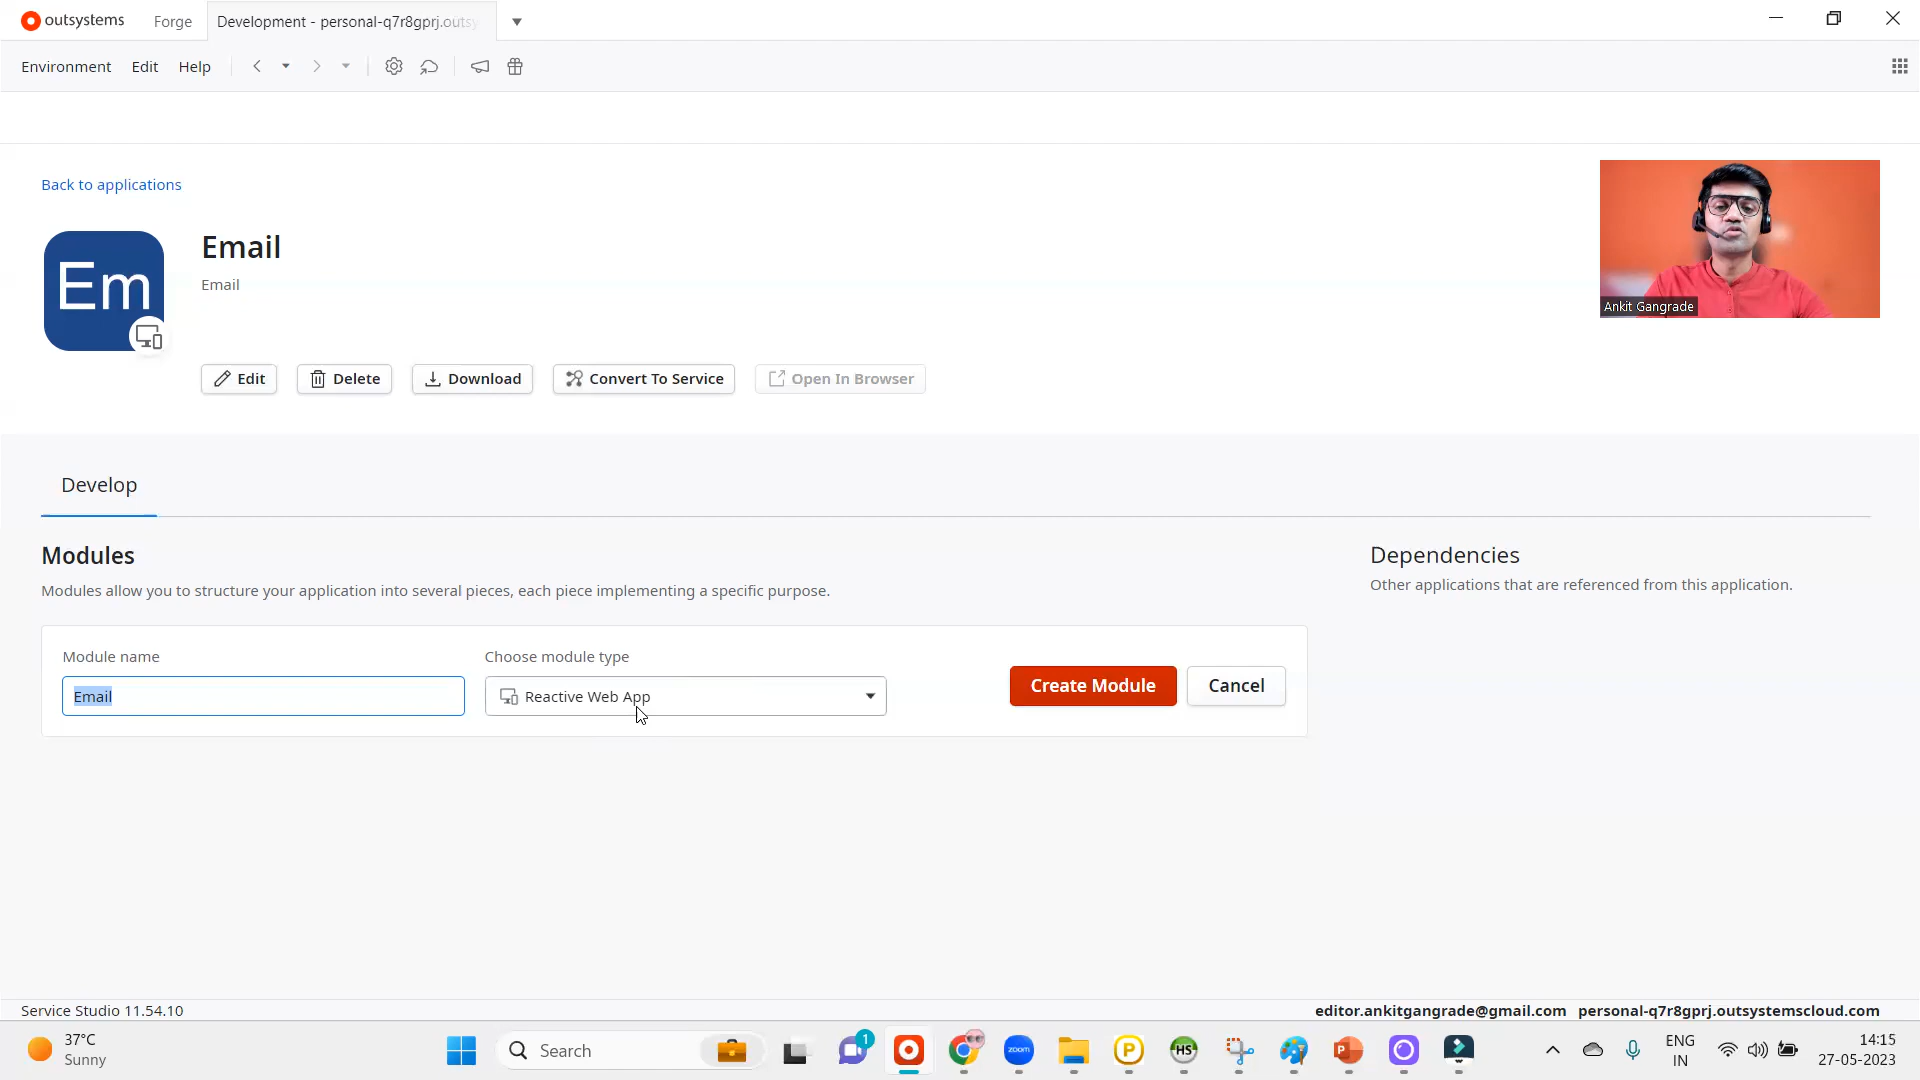 outsystems
Forge
Development - personal-q7r8gprj.outsy
Environment
Edit
Help
Back to applications
Em
Email
Email
Ankit Gangrade
Edit
Delete
Download
Convert To Service
Open In Browser
Develop
Modules
Modules allow you to structure your application into several pieces, each piece implementing a specific purpose.
Dependencies
Other applications that are referenced from this application.
Module name
Choose module type
Email
Reactive Web App
Create Module
Cancel
Service Studio 11.54.10
editor.ankitgangrade@gmail.com
personal-q7r8gprj.outsystemscloud.com
37°C
Sunny
Search
1
zoom
P
HS
P
ENG
IN
14:15
27-05-2023